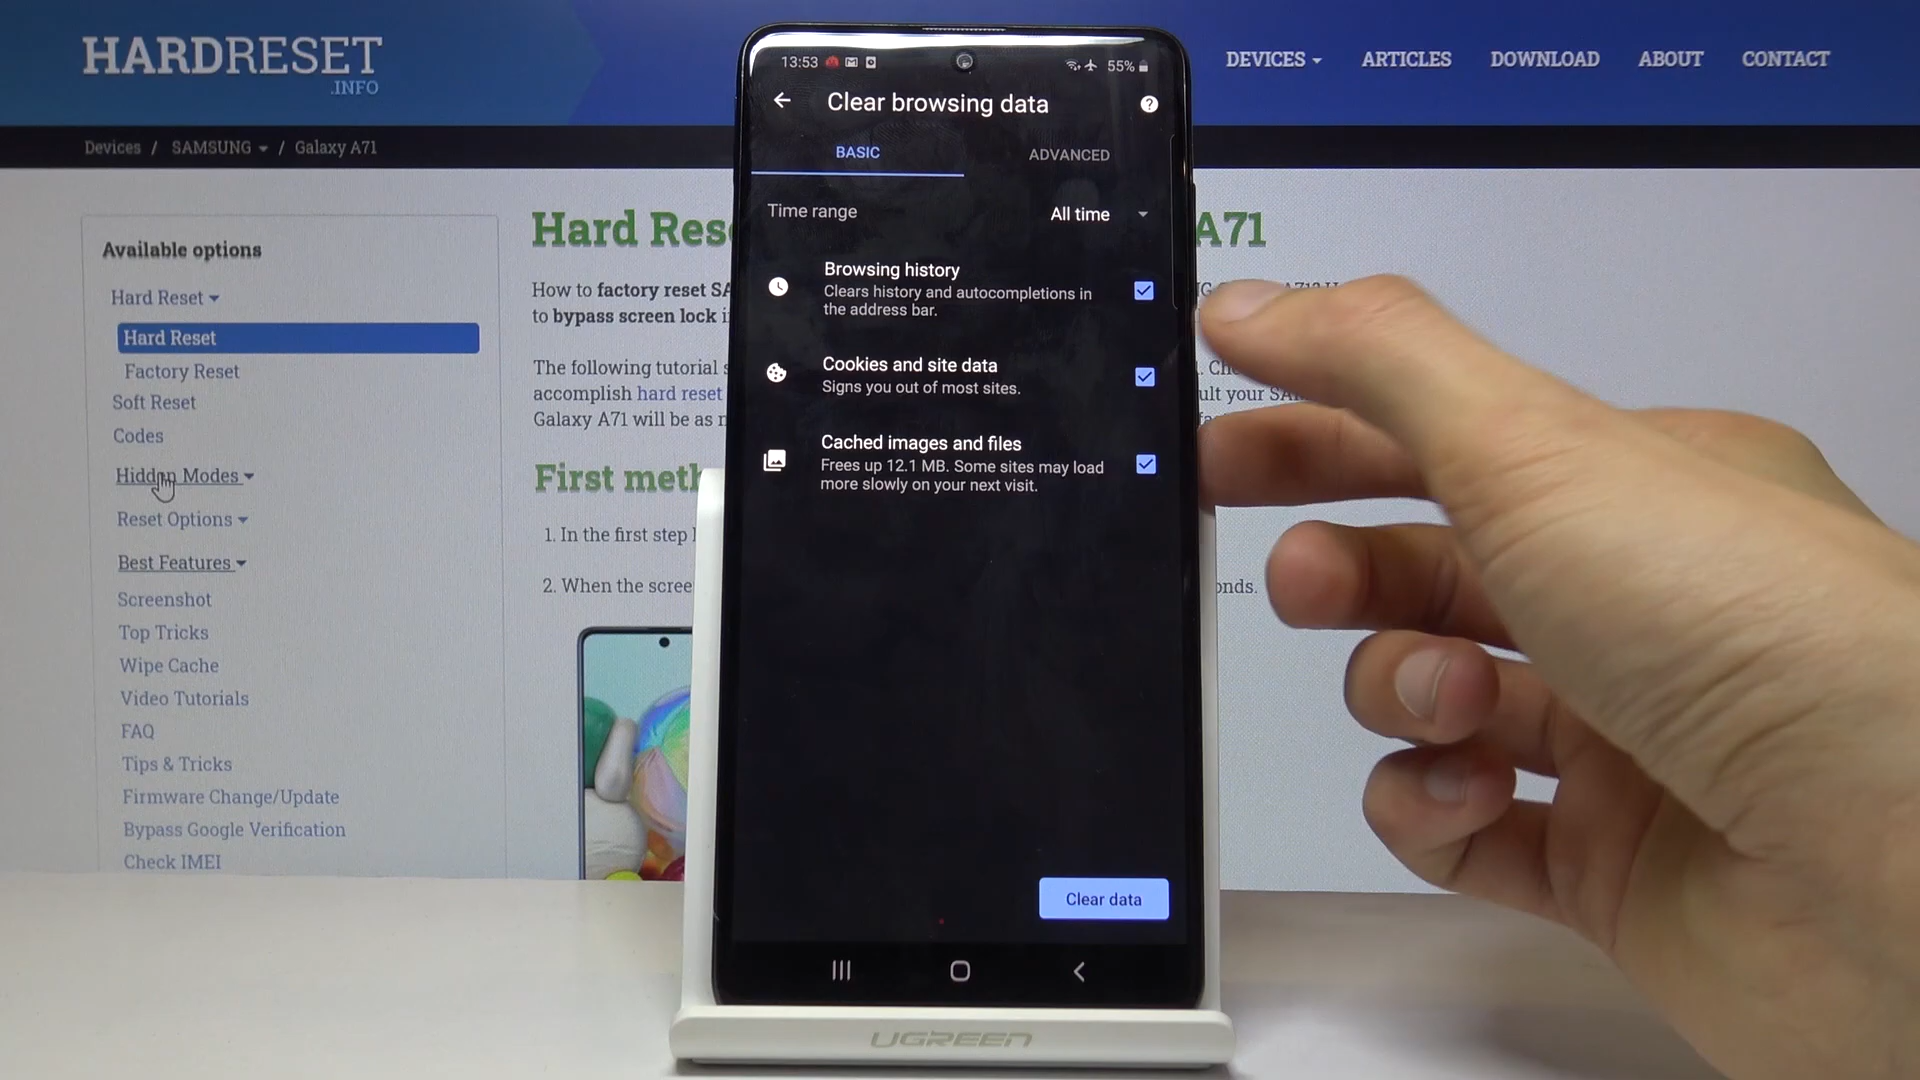 HARDRESET
.INFO
DEVICES
ARTICLES
DOWNLOAD
ABOUT
CONTACT
Devices / SAMSUNG / Galaxy A71
Available options
Hard Reset
Hard Reset
Factory Reset
Soft Reset
Codes
Hidden Modes
Reset Options
Best Features
Screenshot
Top Tricks
Wipe Cache
Video Tutorials
FAQ
Tips & Tricks
Firmware Change/Update
Bypass Google Verification
Check IMEI
Hard Res
A71
How to factory reset SA
to bypass screen lock i
The following tutorial s
accomplish hard reset
ult your SA
Galaxy A71 will be as n
First meth
1. In the first step
2. When the scree
onds.
13:53
55%
Clear browsing data
?
BASIC
ADVANCED
Time range
All time
Browsing history
Clears history and autocompletions in
the address bar.
Cookies and site data
Signs you out of most sites.
Cached images and files
Frees up 12.1 MB. Some sites may load
more slowly on your next visit.
Clear data
UGREEN